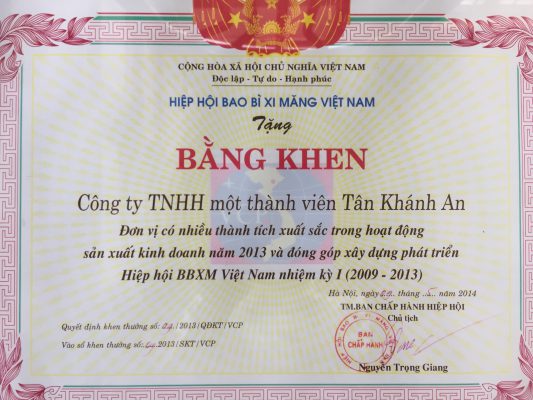 CỘNG HÒA XÃ HỘI CHỦ NGHĨA VIỆT NAM
Độc lập - Tự do - Hạnh phúc
HIỆP HỘI BAO BÌ XI MĂNG VIỆT NAM
Tặng
BẰNG KHEN
Công ty TNHH một thành viên Tân Khánh An
Đơn vị có nhiều thành tích xuất sắc trong hoạt động
sản xuất kinh doanh năm 2013 và đóng góp xây dựng phát triển
Hiệp hội BBXM Việt Nam nhiệm kỳ I (2009 - 2013)
Hà Nội, ngày tháng 5 năm 2014
TM.BAN CHẤP HÀNH HIỆP HỘI
Chủ tịch
Quyết định khen thưởng số: 04./2013/QĐKT/VCP
Vào sổ khen thưởng số: 2013/SKT/VCP
BAN
CHẤP HÀNH
Nguyễn Trọng Giang